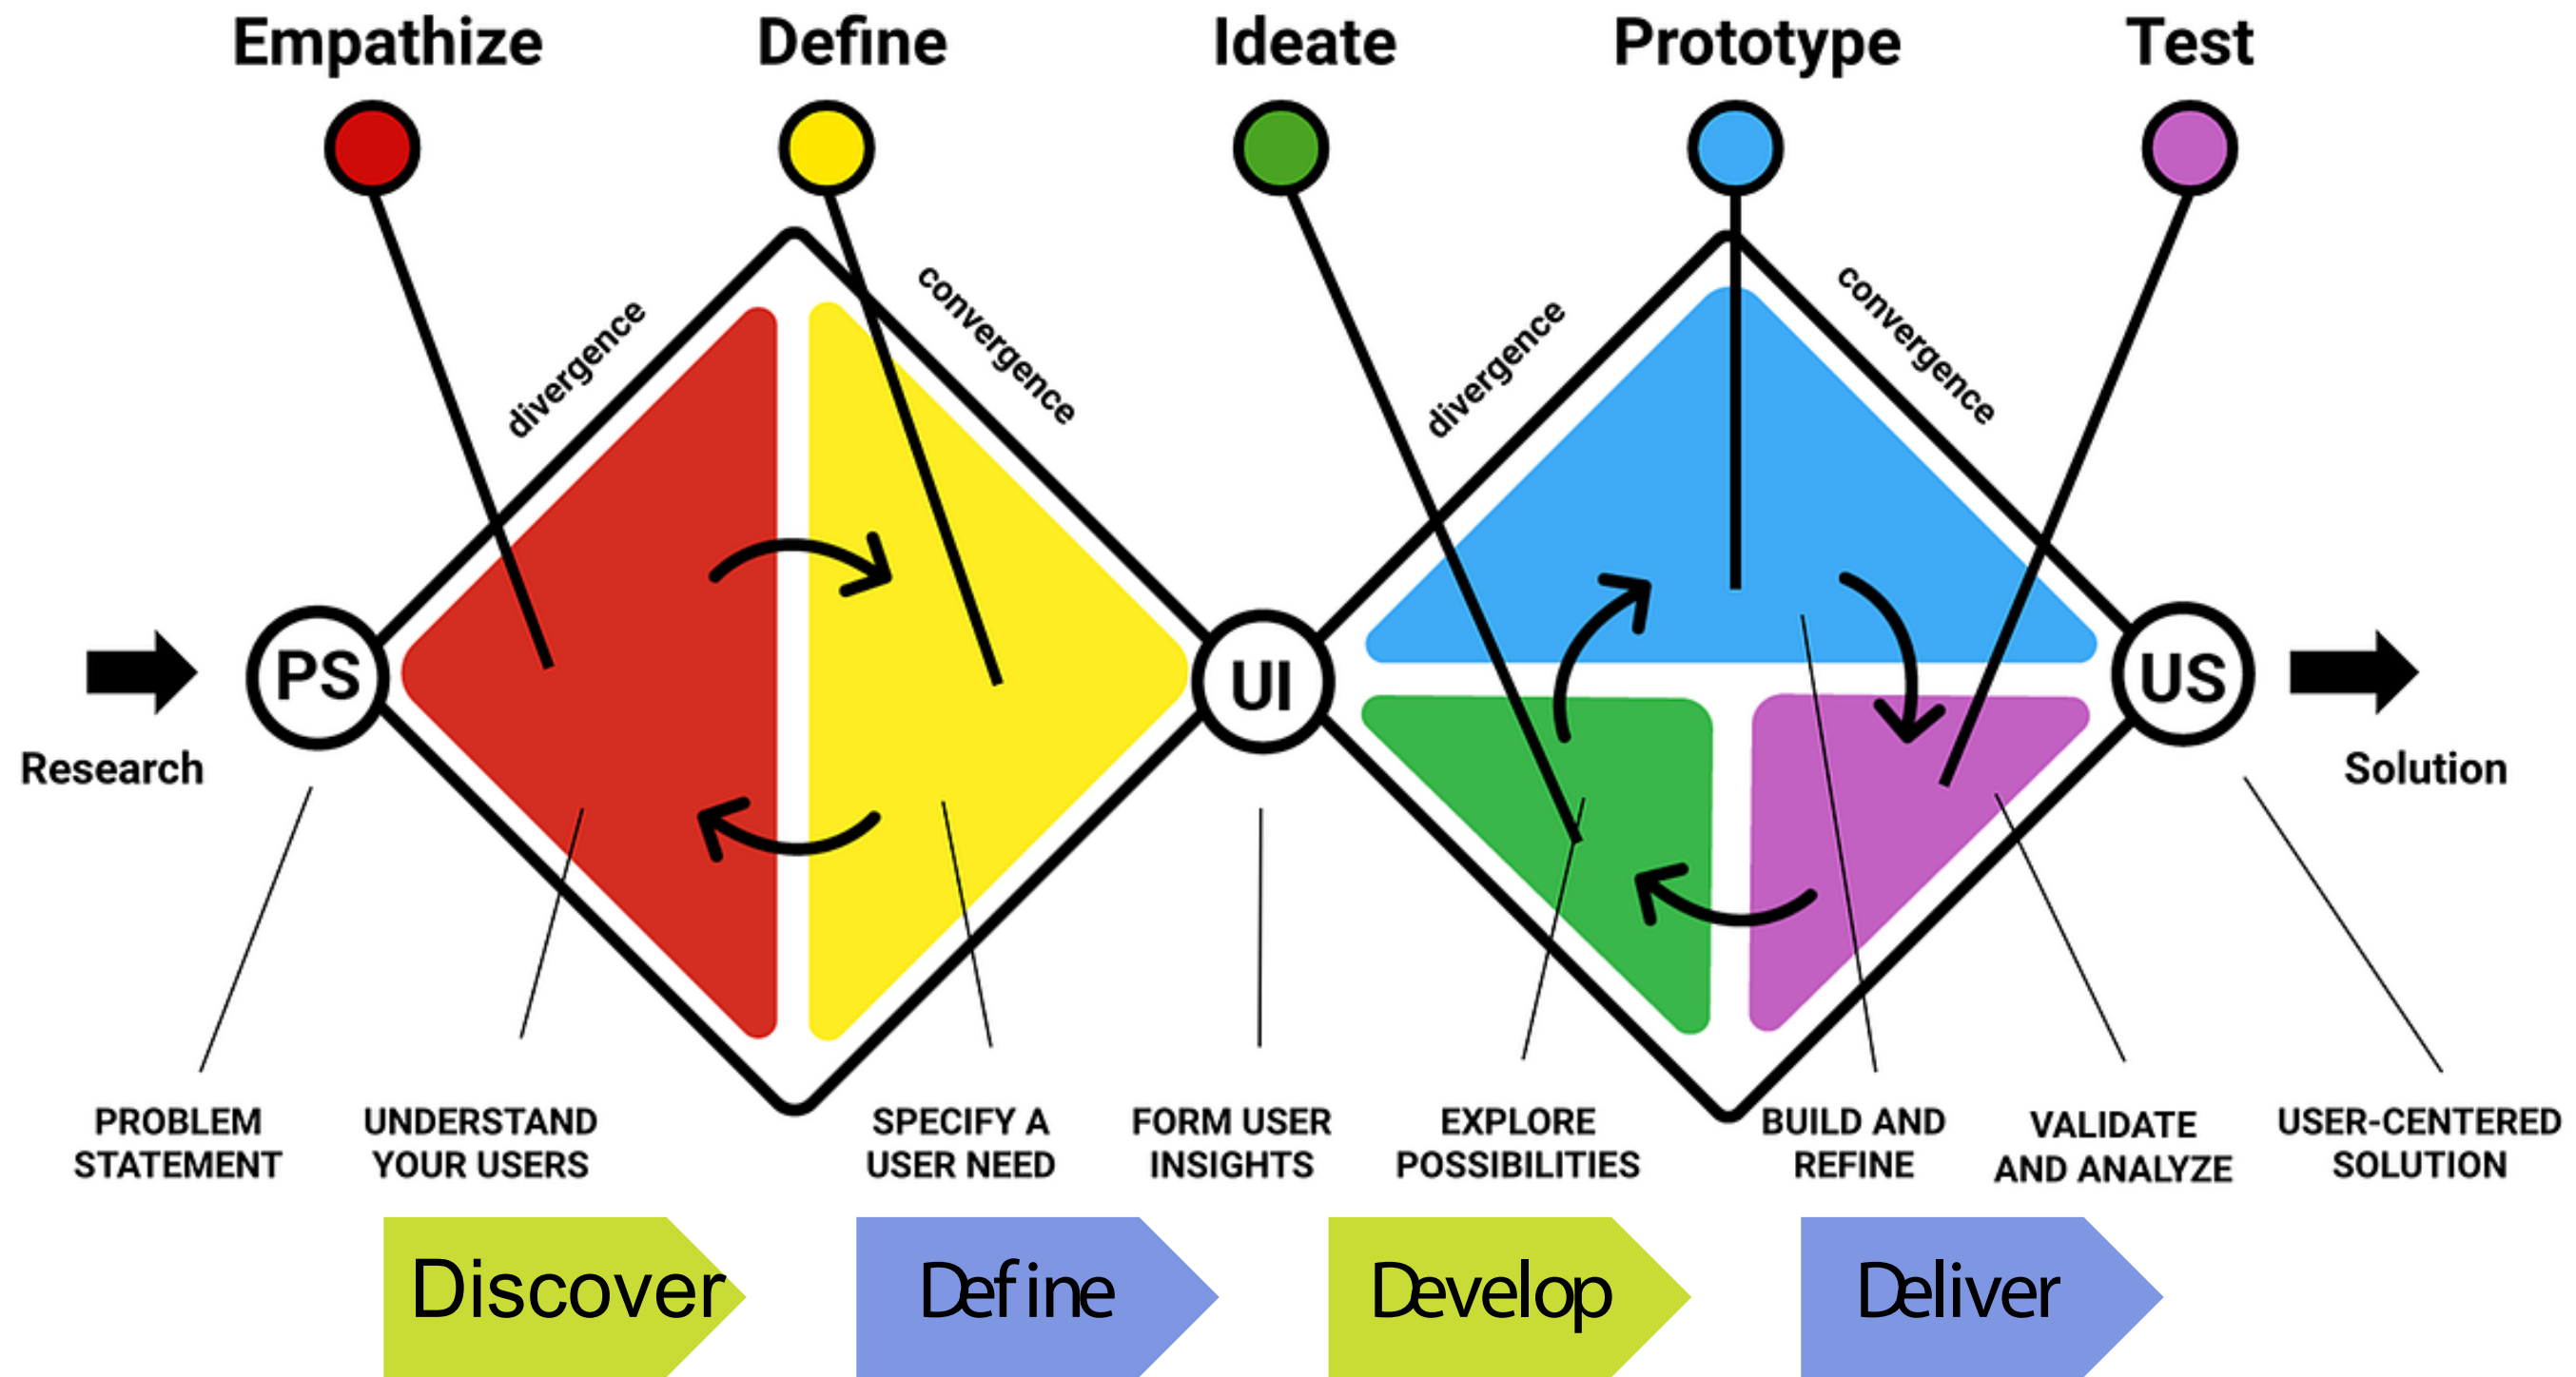 Empathize
Define
Ideate
Prototype
Test
divergence
convergence
divergence
convergence
PS
UI
US
Research
Solution
PROBLEM
STATEMENT
UNDERSTAND
YOUR USERS
SPECIFY A
USER NEED
FORM USER
INSIGHTS
EXPLORE
POSSIBILITIES
BUILD AND
REFINE
VALIDATE
AND ANALYZE
USER-CENTERED
SOLUTION
Discover
Define
Develop
Deliver